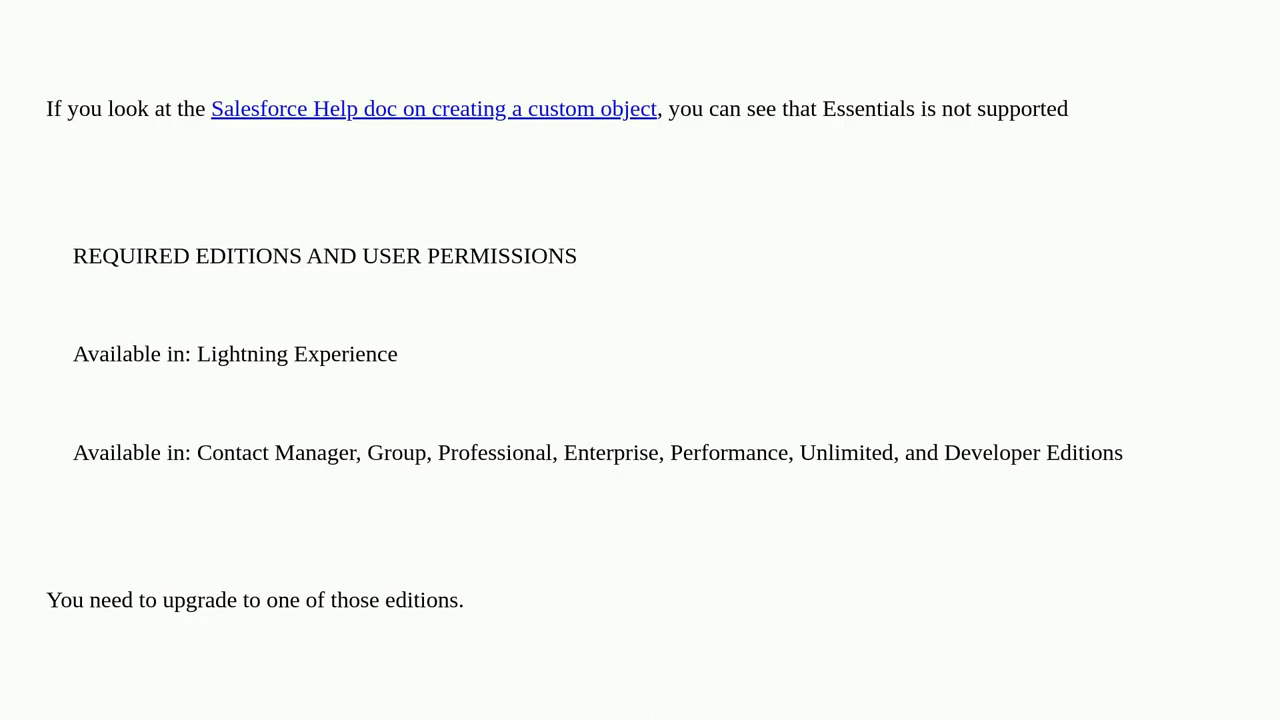 If you look at the Salesforce Help doc on creating a custom object, you can see that Essentials is not supported
REQUIRED EDITIONS AND USER PERMISSIONS
Available in: Lightning Experience
Available in: Contact Manager, Group, Professional, Enterprise, Performance, Unlimited, and Developer Editions
You need to upgrade to one of those editions.